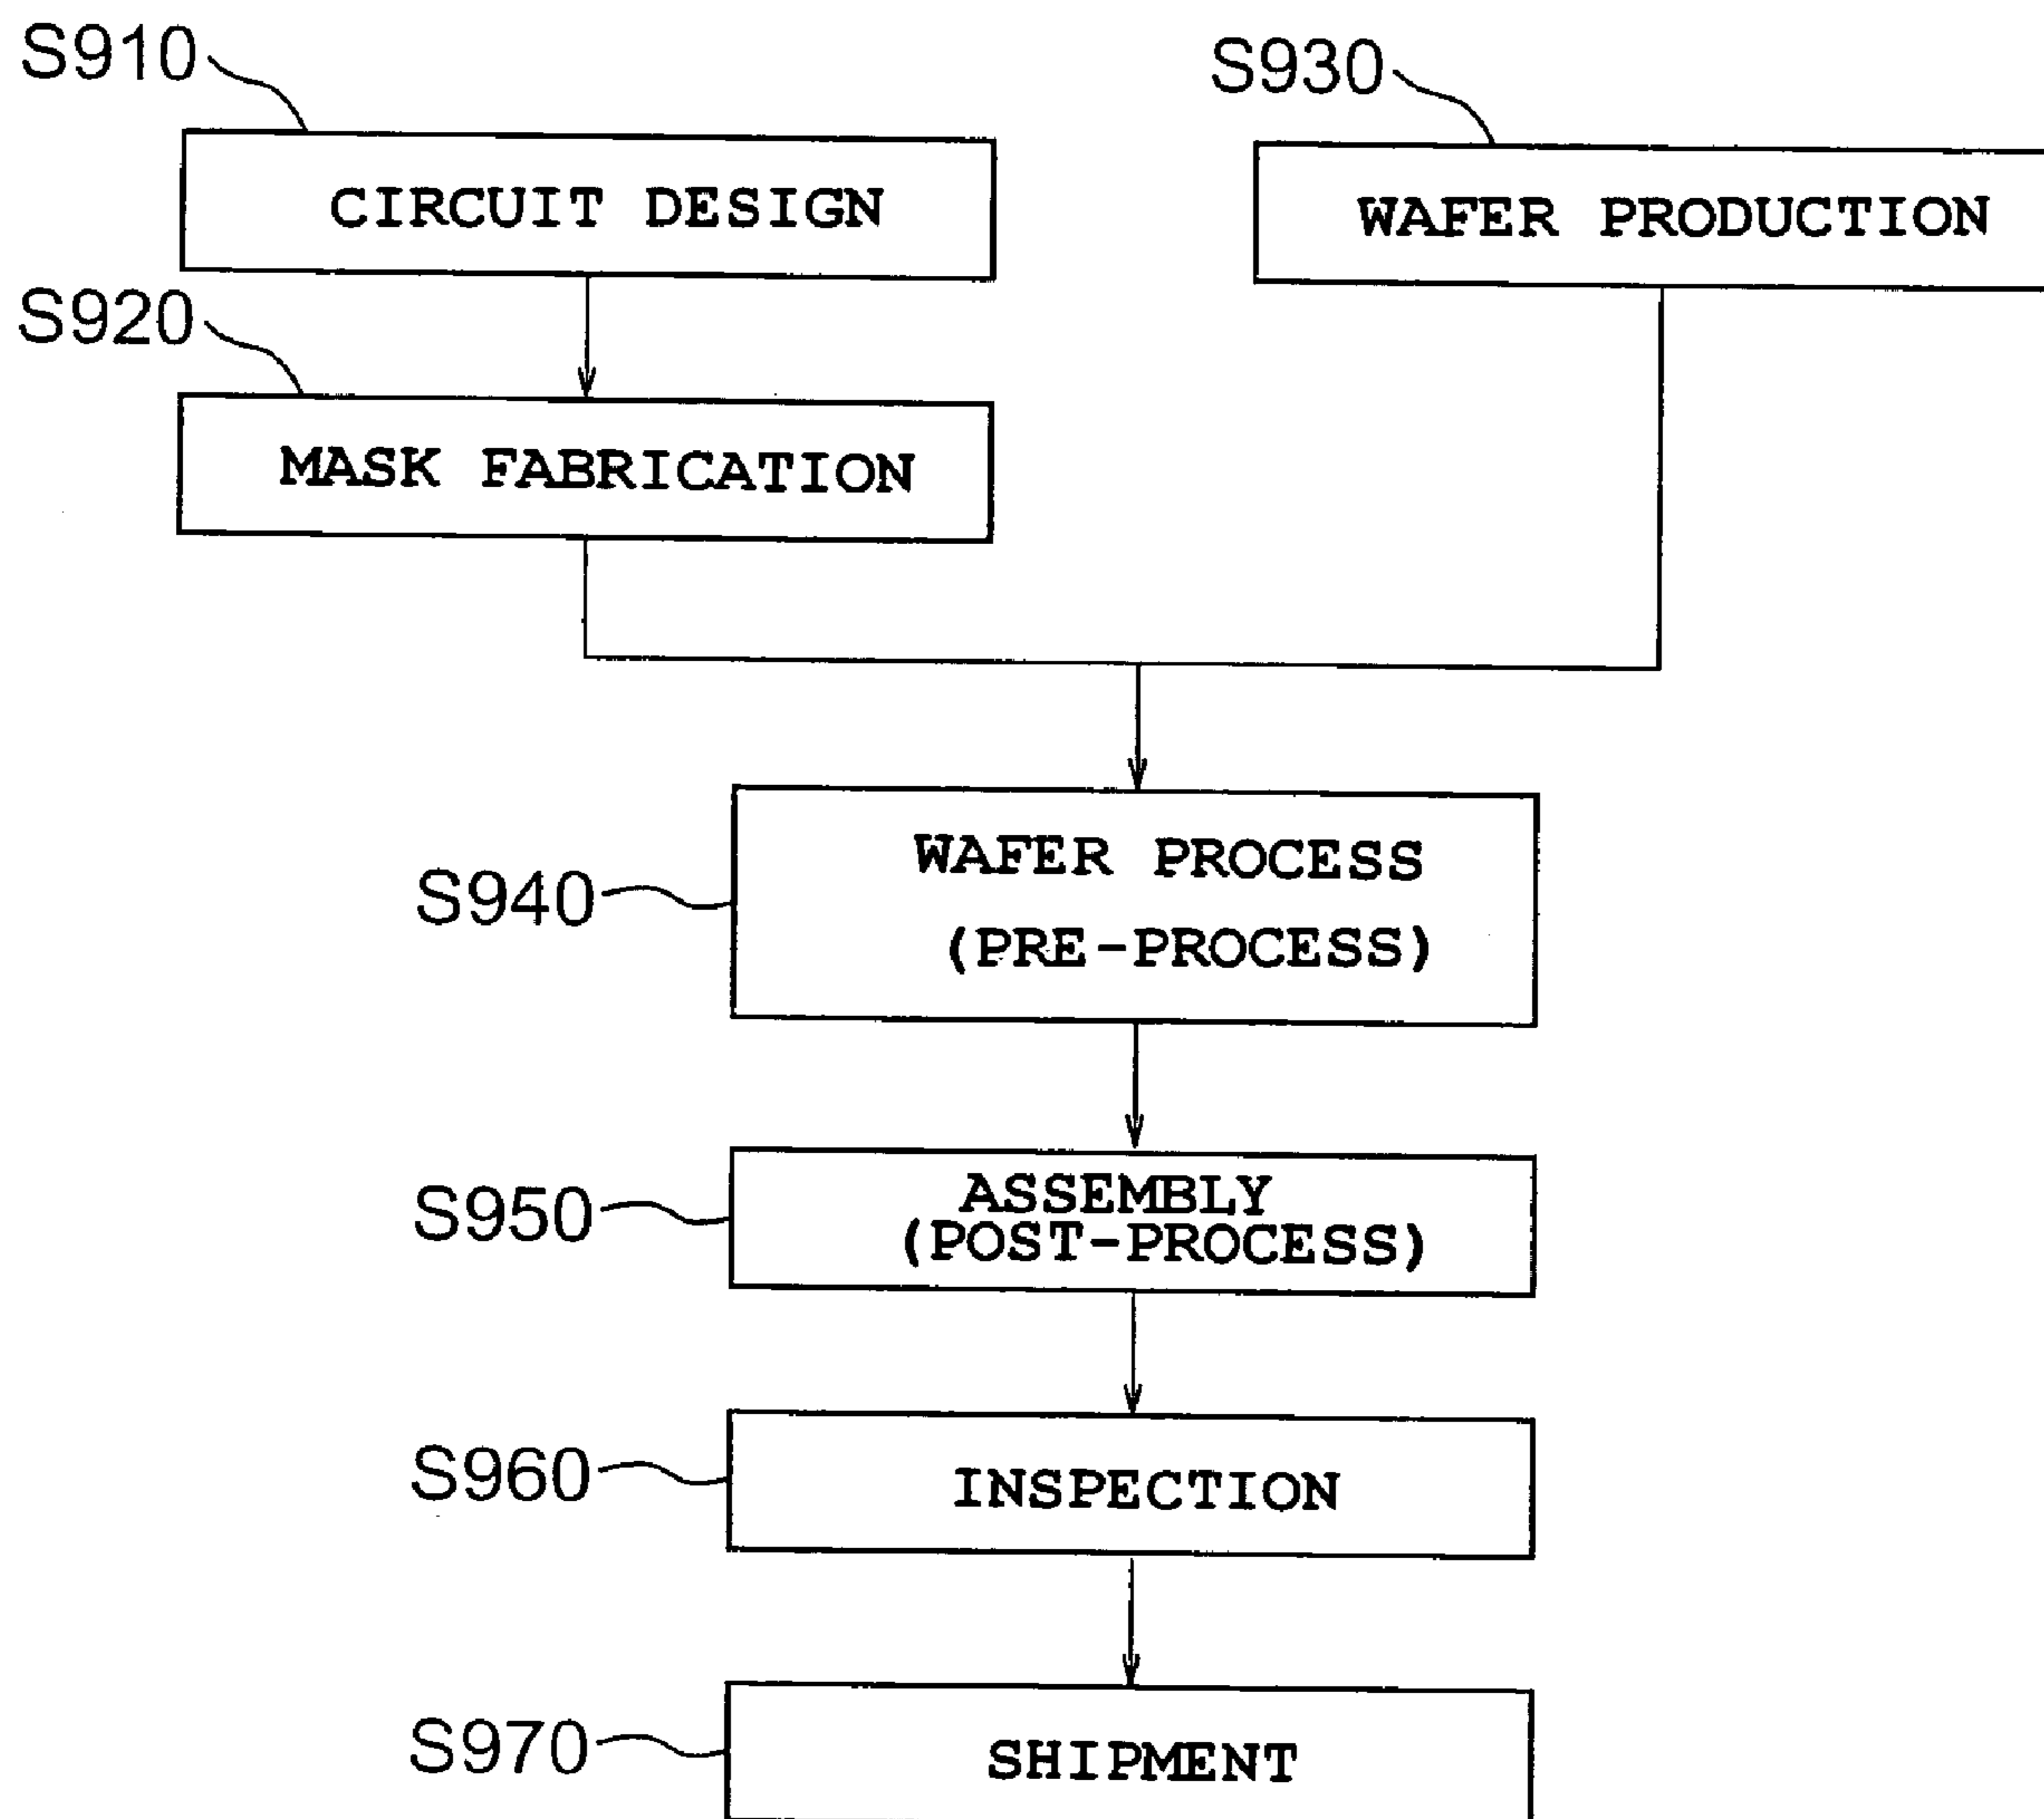 S910
CIRCUIT DESIGN
S930
WAFER PRODUCTION
S920
MASK FABRICATION
S940
WAFER PROCESS
(PRE-PROCESS)
S950
ASSEMBLY
(POST-PROCESS)
S960
INSPECTION
S970
SHIPMENT